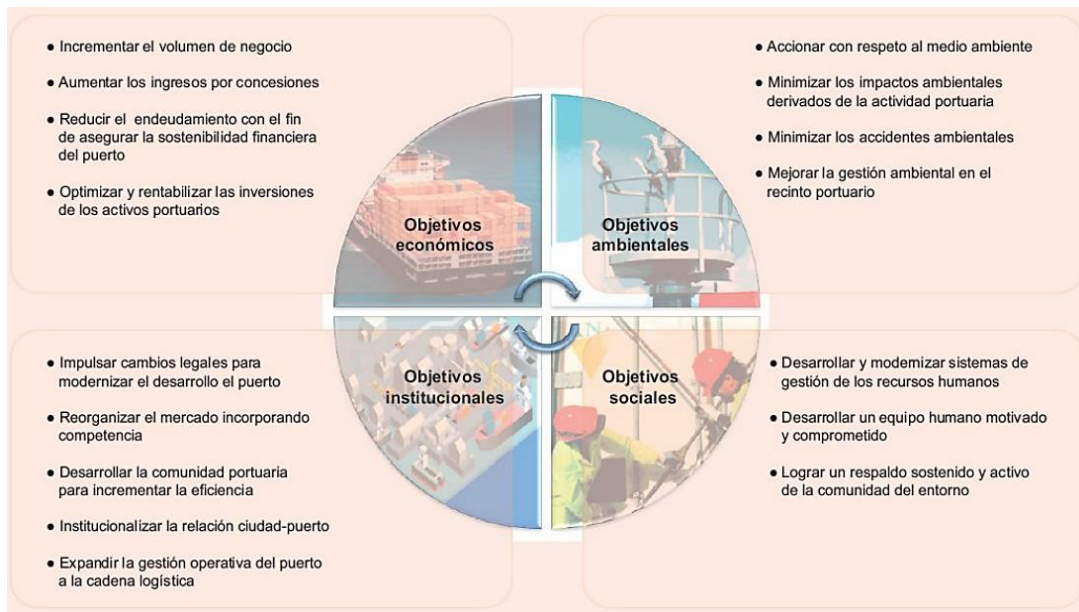 ● Incrementar el volumen de negocio
● Aumentar los ingresos por concesiones
● Reducir el endeudamiento con el fin
de asegurar la sostenibilidad financiera
del puerto
● Optimizar y rentabilizar las inversiones
de los activos portuarios
● Accionar con respeto al medio ambiente
● Minimizar los impactos ambientales
derivados de la actividad portuaria
● Minimizar los accidentes ambientales
● Mejorar la gestión ambiental en el
recinto portuario
Objetivos
económicos
Objetivos
ambientales
● Impulsar cambios legales para
modernizar el desarrollo el puerto
● Reorganizar el mercado incorporando
competencia
● Desarrollar la comunidad portuaria
para incrementar la eficiencia
● Institucionalizar la relación ciudad-puerto
● Expandir la gestión operativa del puerto
a la cadena logística
Objetivos
institucionales
Objetivos
sociales
● Desarrollar y modernizar sistemas de
gestión de los recursos humanos
● Desarrollar un equipo humano motivado
y comprometido
● Lograr un respaldo sostenido y activo
de la comunidad del entorno